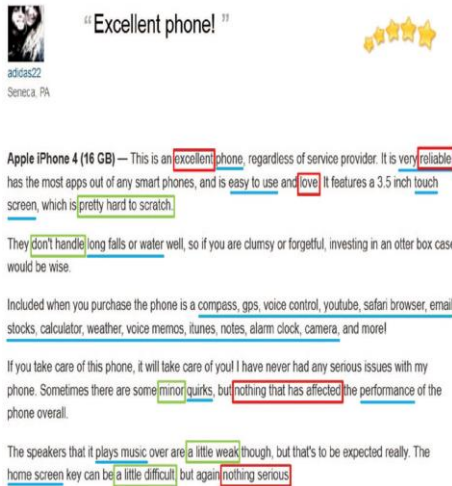 “Excellent phone! ”
adidas22
Seneca, PA
Apple iPhone 4 (16 GB) — This is an excellent phone, regardless of service provider. It is very reliable
has the most apps out of any smart phones, and is easy to use and love. It features a 3.5 inch touch
screen, which is pretty hard to scratch.
They don't handle long falls or water well, so if you are clumsy or forgetful, investing in an otter box case
would be wise.
Included when you purchase the phone is a compass, gps, voice control, youtube, safari browser, email
stocks, calculator, weather, voice memos, itunes, notes, alarm clock, camera, and more!
If you take care of this phone, it will take care of you! I have never had any serious issues with my
phone. Sometimes there are some minor quirks, but nothing that has affected the performance of the
phone overall.
The speakers that it plays music over are a little weak though, but that's to be expected really. The
home screen key can be a little difficult, but again nothing serious